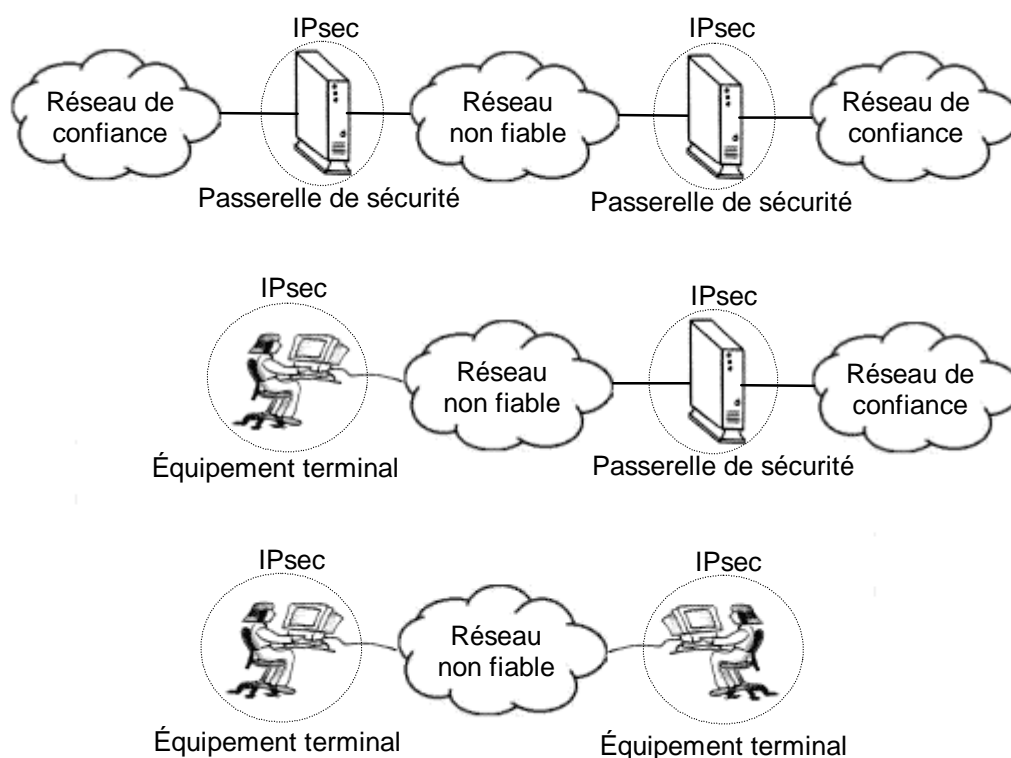 IPsec
IPsec
Réseau de
confiance
Réseau
non fiable
Réseau de
confiance
Passerelle de sécurité
Passerelle de sécurité
IPsec
IPsec
Réseau
non fiable
Réseau de
confiance
Équipement terminal
Passerelle de sécurité
IPsec
IPsec
Réseau
non fiable
Équipement terminal
Équipement terminal